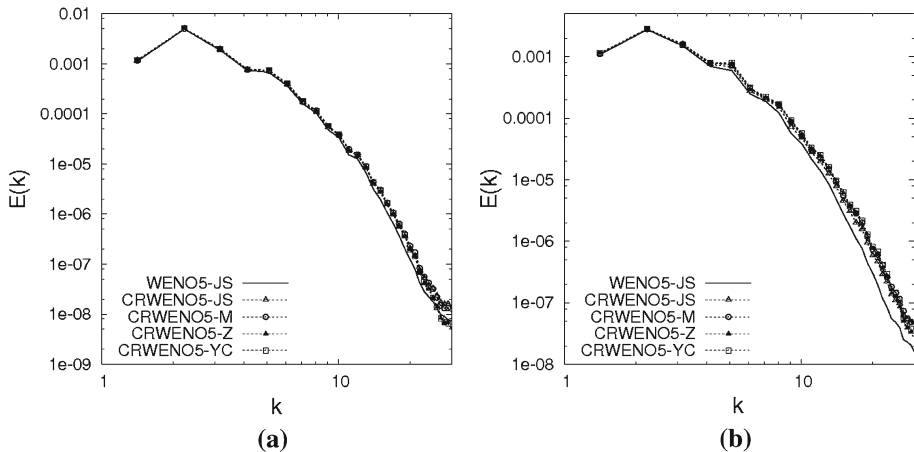 0.01
0.001
0.0001
1e-05
1e-06
1e-07
1e-08
1e-09
E(k)
WENO5-JS
CRWENO5-JS
CRWENO5-M
CRWENO5-Z
CRWENO5-YC
1
10
k
(a)
0.001
0.0001
1e-05
1e-06
1e-07
1e-08
E(k)
WENO5-JS
CRWENO5-JS
CRWENO5-M
CRWENO5-Z
CRWENO5-YC
1
10
k
(b)